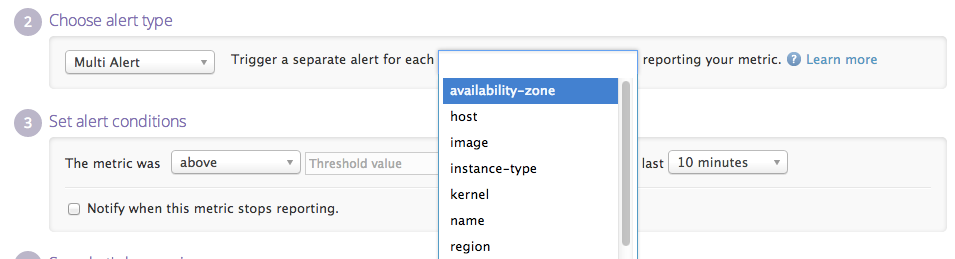 2 Choose alert type
Multi Alert Trigger a separate alert for each reporting your metric. ? Learn more
availability-zone
host
image
instance-type
kernel
name
region
3 Set alert conditions
The metric was above Threshold value last 10 minutes
Notify when this metric stops reporting.